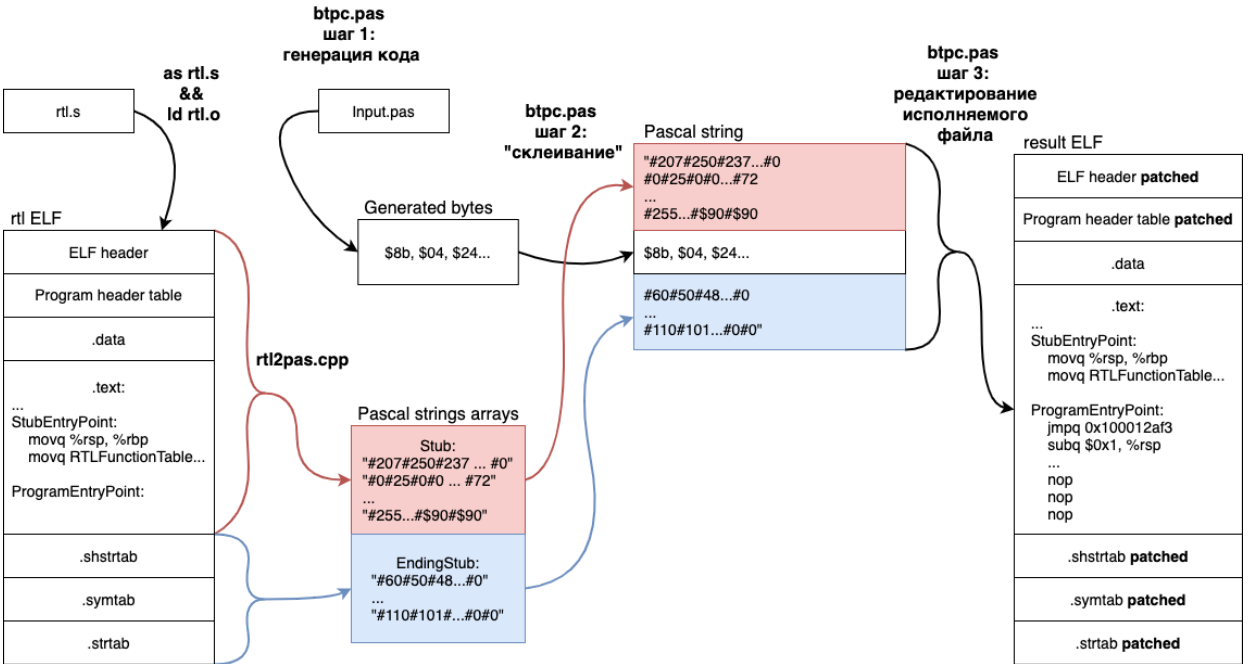 btpc.pas
шаг 1:
генерация кода
as rtl.s
&&
ld rtl.o
rtl.s
Input.pas
btpc.pas
шаг 2:
"склеивание"
btpc.pas
шаг 3:
редактирование
исполняемого
файла
rtl ELF
ELF header
Program header table
.data
.text:
...
StubEntryPoint:
movq %rsp, %rbp
movq RTLFunctionTable...
ProgramEntryPoint:
.shstrtab
.symtab
.strtab
rtl2pas.cpp
Generated bytes
$8b, $04, $24...
Pascal strings arrays
Stub:
"#207#250#237 ... #0"
"#0#25#0#0 ... #72"
...
"#255...#$90#$90"
EndingStub:
"#60#50#48...#0"
...
"#110#101#...#0#0"
Pascal string
"#207#250#237...#0
#0#25#0#0...#72
...
#255...#$90#$90
$8b, $04, $24...
#60#50#48...#0
...
#110#101...#0#0"
result ELF
ELF header patched
Program header table patched
.data
.text:
...
StubEntryPoint:
movq %rsp, %rbp
movq RTLFunctionTable...
ProgramEntryPoint:
jmpq 0x100012af3
subq $0x1, %rsp
...
nop
nop
nop
.shstrtab patched
.symtab patched
.strtab patched